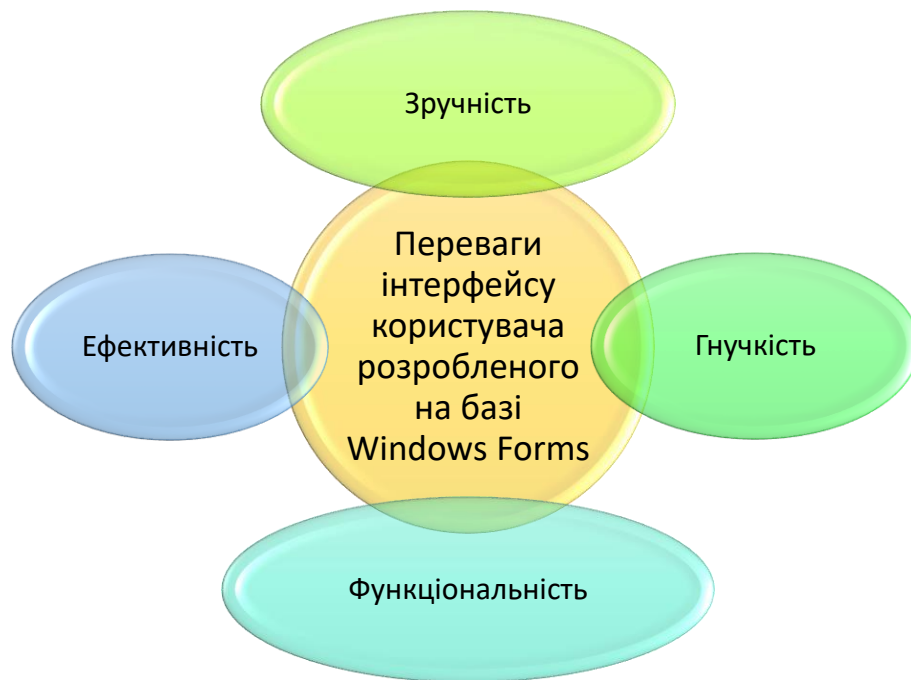 Зручність
Переваги
інтерфейсу
користувача
розробленого
на базі
Windows Forms
Ефективність
Гнучкість
Функціональність